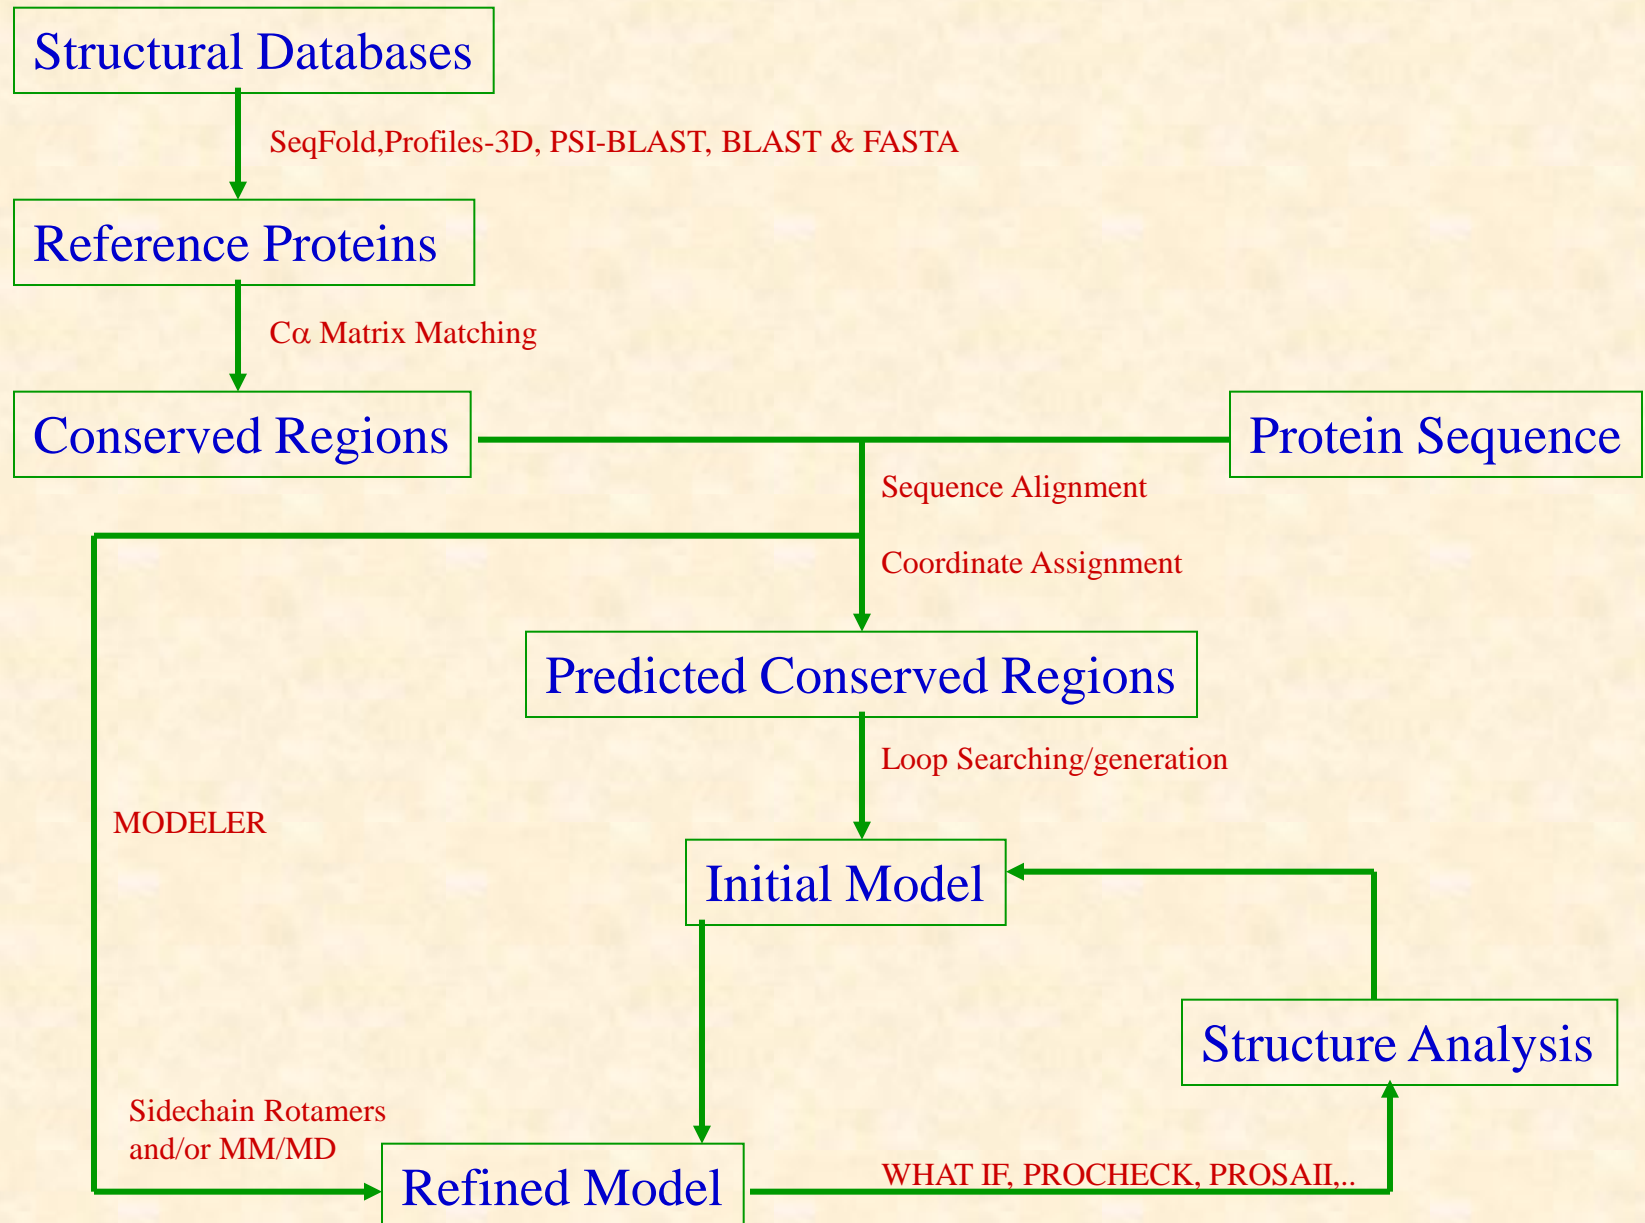 Structural Databases
SeqFold,Profiles-3D, PSI-BLAST, BLAST & FASTA
Reference Proteins
Cα Matrix Matching
Conserved Regions
Protein Sequence
Sequence Alignment
Coordinate Assignment
Predicted Conserved Regions
Loop Searching/generation
MODELER
Initial Model
Structure Analysis
Sidechain Rotamers
and/or MM/MD
Refined Model
WHAT IF, PROCHECK, PROSAII,..